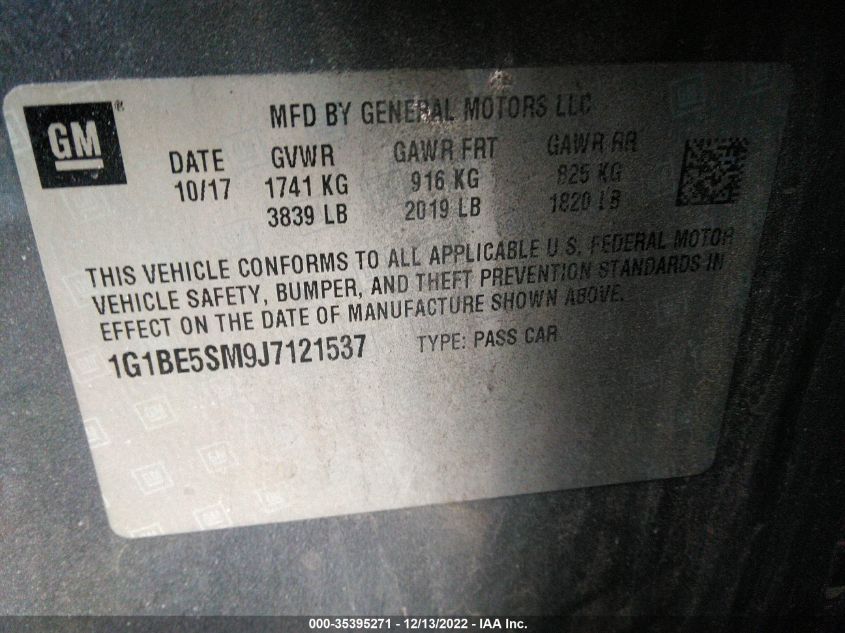 GM®
MFD BY GENERAL MOTORS LLC
DATE GVWR GAWR FRT GAWR RR
10/17 1741 KG 916 KG 825 KG
3839 LB 2019 LB 1820 LB
THIS VEHICLE CONFORMS TO ALL APPLICABLE U.S. FEDERAL MOTOR
VEHICLE SAFETY, BUMPER, AND THEFT PREVENTION STANDARDS IN
EFFECT ON THE DATE OF MANUFACTURE SHOWN ABOVE.
1G1BE5SM9J7121537 TYPE: PASS CAR
000-35395271 - 12/13/2022 - IAA Inc.